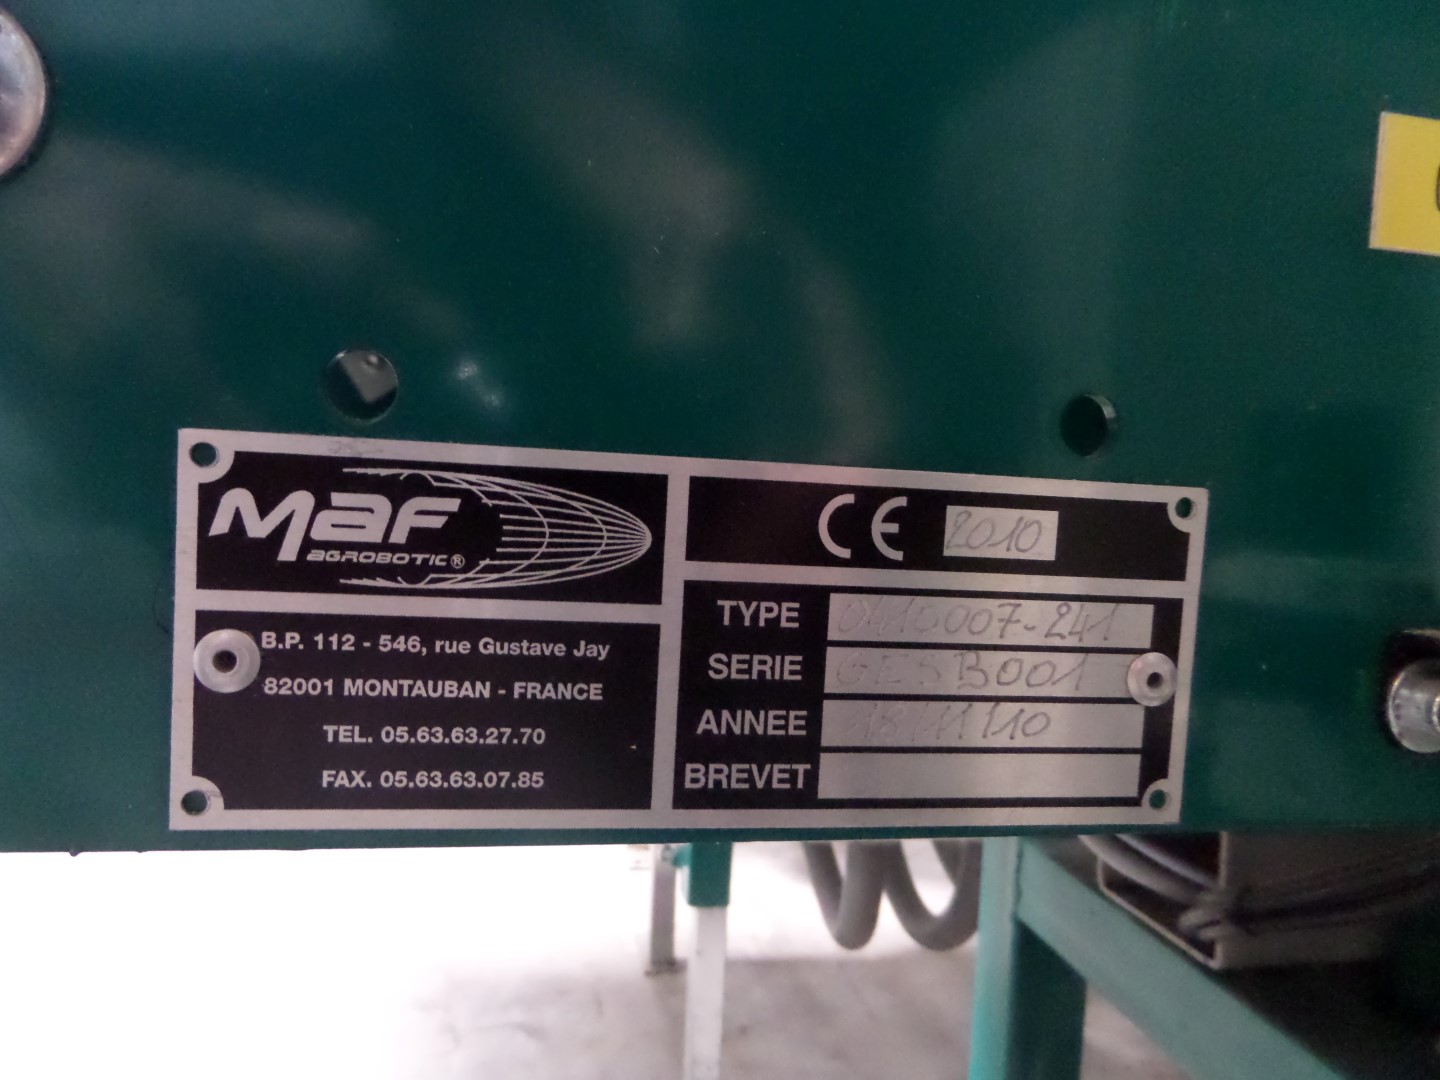 MAF
AGROBOTIC®
B.P. 112 - 546, rue Gustave Jay
82001 MONTAUBAN - FRANCE
TEL. 05.63.63.27.70
FAX. 05.63.63.07.85
CE 2010
TYPE 0410007-241
SERIE GESB001
ANNEE 18/11/10
BREVET